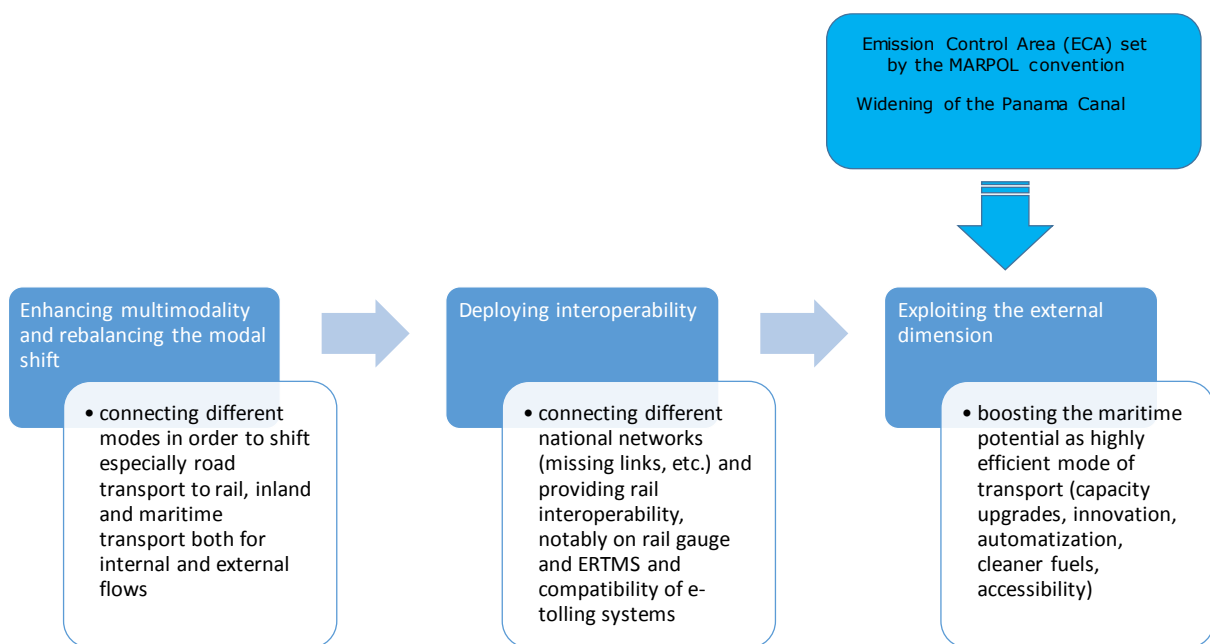 Emission Control Area (ECA) set
by the MARPOL convention
Widening of the Panama Canal
Enhancing multimodality
and rebalancing the modal
shift
• connecting different
modes in order to shift
especially road
transport to rail, inland
and maritime
transport both for
internal and external
flows
Deploying interoperability
• connecting different
national networks
(missing links, etc.) and
providing rail
interoperability,
notably on rail gauge
and ERTMS and
compatibility of e-
tolling systems
Exploiting the external
dimension
• boosting the maritime
potential as highly
efficient mode of
transport (capacity
upgrades, innovation,
automatization,
cleaner fuels,
accessibility)